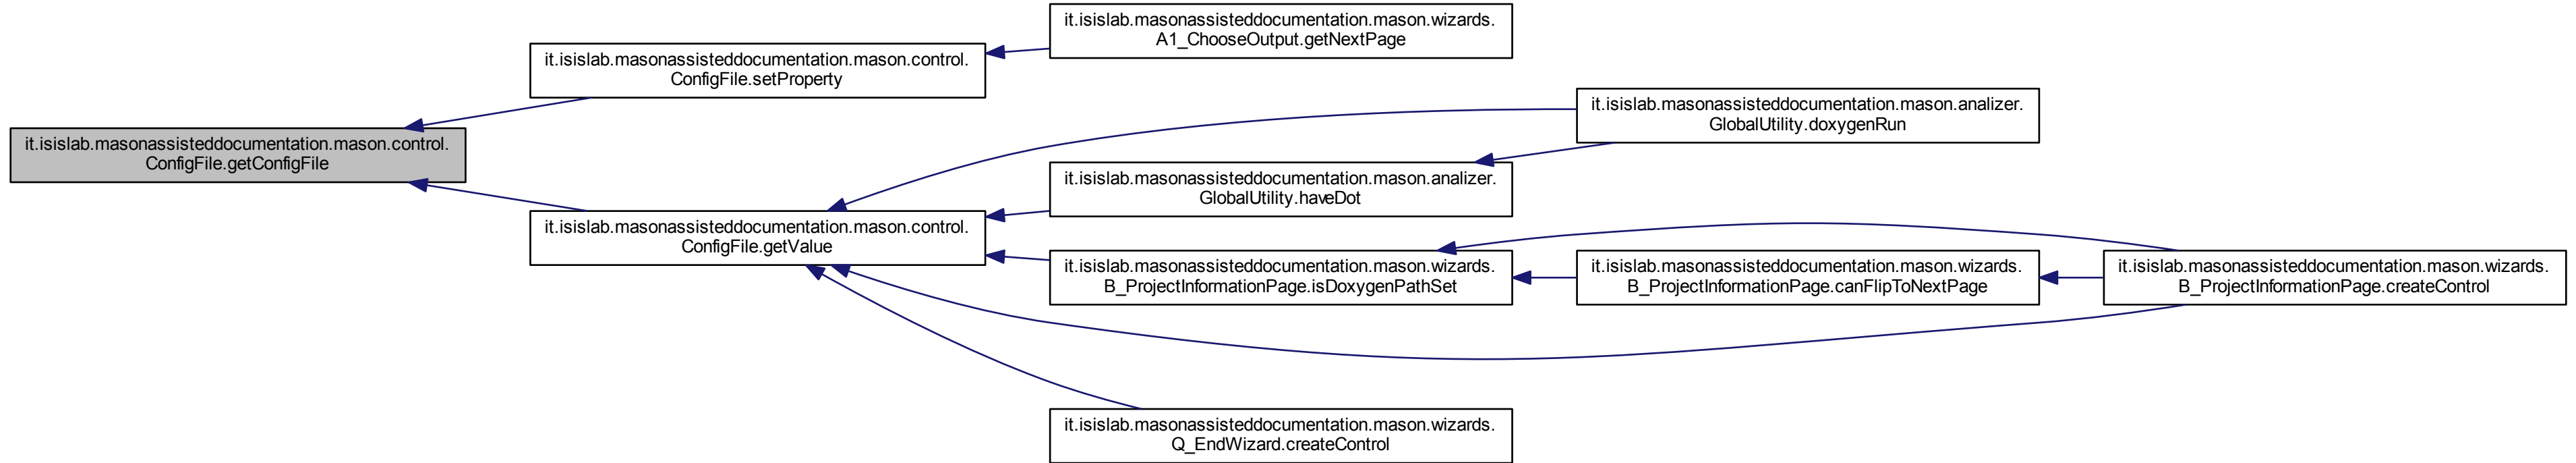 it.isislab.masonassisteddocumentation.mason.control.
ConfigFile.getConfigFile
it.isislab.masonassisteddocumentation.mason.control.
ConfigFile.setProperty
it.isislab.masonassisteddocumentation.mason.wizards.
A1_ChooseOutput.getNextPage
it.isislab.masonassisteddocumentation.mason.control.
ConfigFile.getValue
it.isislab.masonassisteddocumentation.mason.analizer.
GlobalUtility.doxygenRun
it.isislab.masonassisteddocumentation.mason.analizer.
GlobalUtility.haveDot
it.isislab.masonassisteddocumentation.mason.wizards.
B_ProjectInformationPage.isDoxygenPathSet
it.isislab.masonassisteddocumentation.mason.wizards.
B_ProjectInformationPage.canFlipToNextPage
it.isislab.masonassisteddocumentation.mason.wizards.
B_ProjectInformationPage.createControl
it.isislab.masonassisteddocumentation.mason.wizards.
Q_EndWizard.createControl